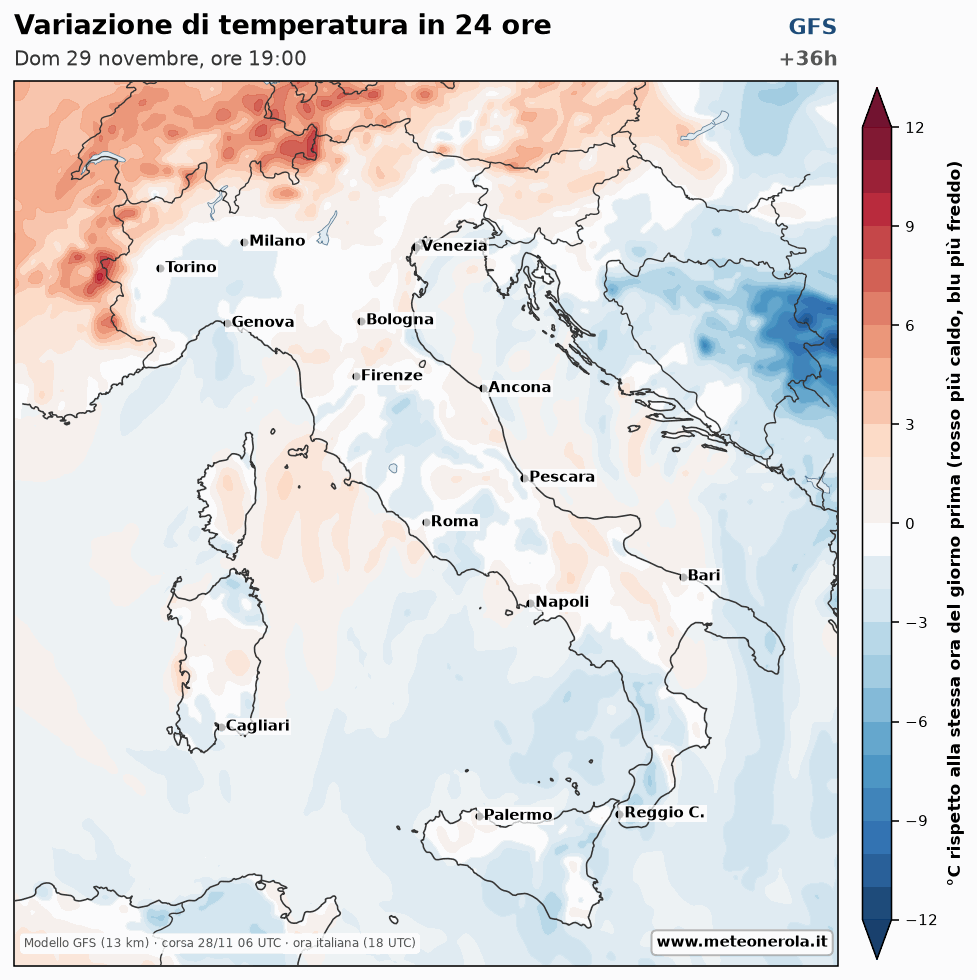 Variazione di temperatura in 24 ore
GFS
Dom 29 novembre, ore 19:00
+36h
Milano
Venezia
Torino
Genova
Bologna
Firenze
Ancona
Pescara
Roma
Bari
Napoli
Cagliari
Palermo
Reggio C.
12
9
6
3
0
−3
−6
−9
−12
°C rispetto alla stessa ora del giorno prima (rosso più caldo, blu più freddo)
Modello GFS (13 km) · corsa 28/11 06 UTC · ora italiana (18 UTC)
www.meteonerola.it